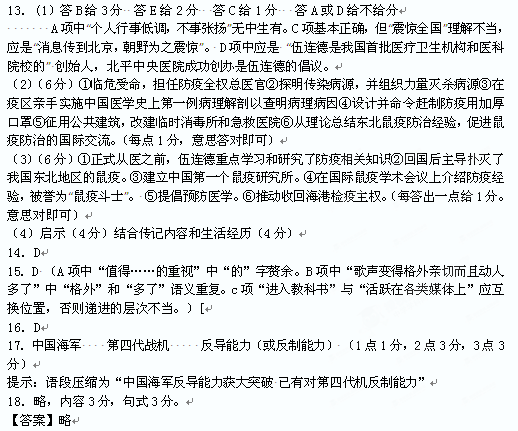 13. (1) 答 B 给 3 分 答 E 给 2 分 答 C 给 1 分 答 A 或 D 给不给分
A 项中“个人行事低调，不事张扬”无中生有。C 项基本正确，但“震惊全国”理解不当，
应是“消息传到北京，朝野为之震惊”。D 项中应是 “伍连德是我国首批医疗卫生机构和医科
院校的”创始人，北平中央医院成功创办是伍连德的倡议。
(2)（6分）①临危受命，担任防疫全权总医官②探明传染病源，并组织力量灭杀病源③在
疫区亲手实施中国医学史上第一例病理解剖以查明病理病因④设计并命令赶制防疫用加厚
口罩⑤征用公共建筑，改建临时消毒所和急救医院⑥从理论总结东北鼠疫防治经验，促进鼠
疫防治的国际交流。（每点1分，意思答对即可）
(3)（6分）①正式从医之前，伍连德重点学习和研究了防疫相关知识②回国后主导扑灭了
我国东北地区的鼠疫。③建立中国第一个鼠疫研究所。④在国际鼠疫学术会议上介绍防疫经
验，被誉为“鼠疫斗士”。⑤提倡预防医学。⑥推动收回海港检疫主权。（每答出一点给1分。
意思对即可）
(4) 启示（4分）结合传记内容和生活经历（4分）
14. D
15. D（A 项中“值得……的重视”中“的”字赘余。B 项中“歌声变得格外亲切而且动人
多了”中“格外”和“多了”语义重复。c 项“进入教科书”与“活跃在各类媒体上”应互
换位置，否则递进的层次不当。）[
16. D
17. 中国海军 第四代战机 反导能力（或反制能力）（1点1分，2点3分，3点3
分）
提示：语段压缩为“中国海军反导能力获大突破 已有对第四代机反制能力”
18. 略，内容3分，句式3分。
【答案】略